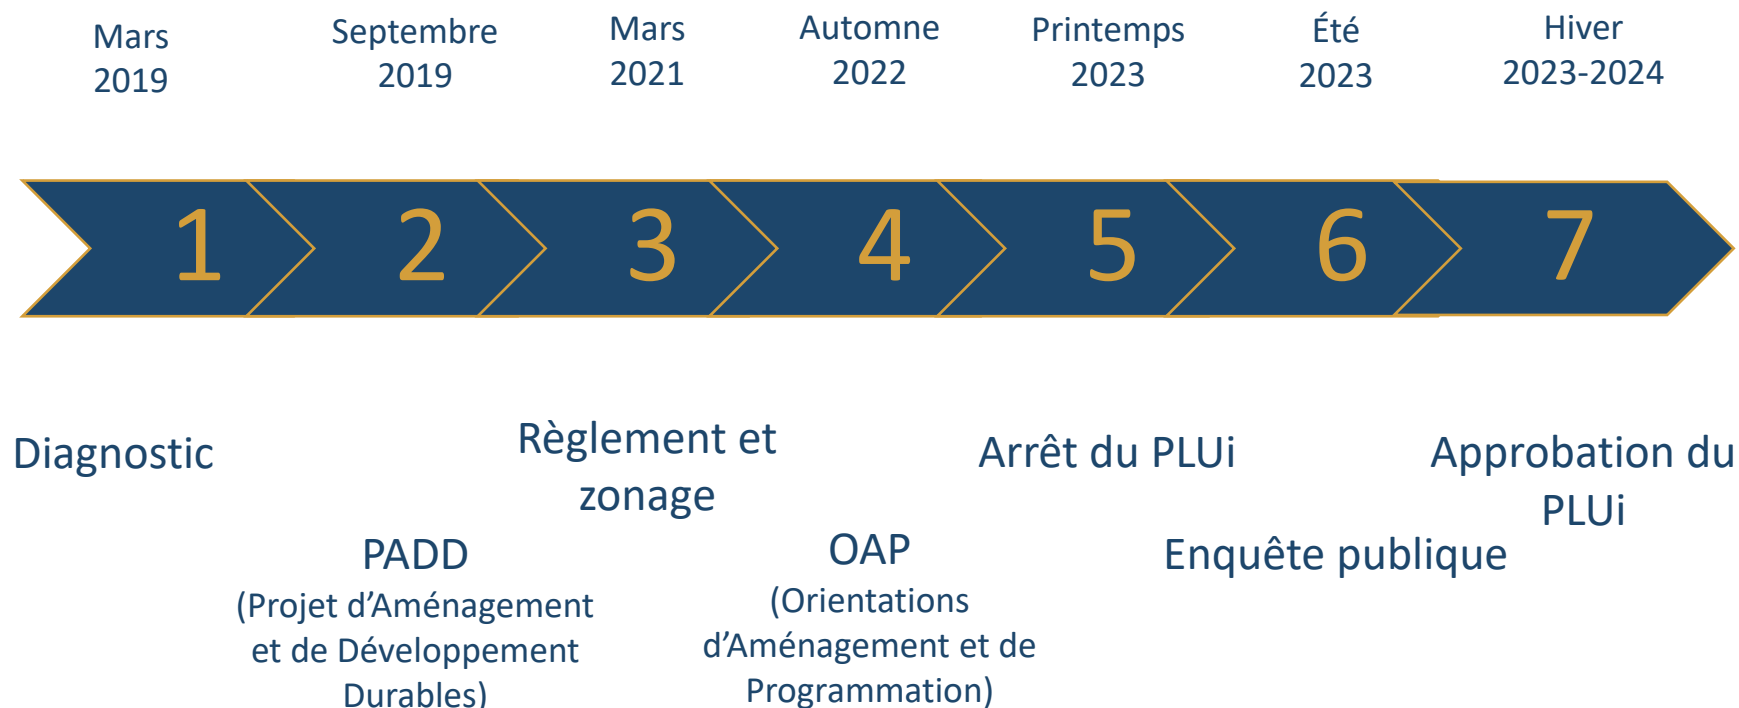 Mars
2019
Septembre
2019
Mars
2021
Automne
2022
Printemps
2023
Été
2023
Hiver
2023-2024
1
2
3
4
5
6
7
Diagnostic
PADD
(Projet d’Aménagement
et de Développement
Durables)
Règlement et
zonage
OAP
(Orientations
d’Aménagement et de
Programmation)
Arrêt du PLUi
Enquête publique
Approbation du
PLUi